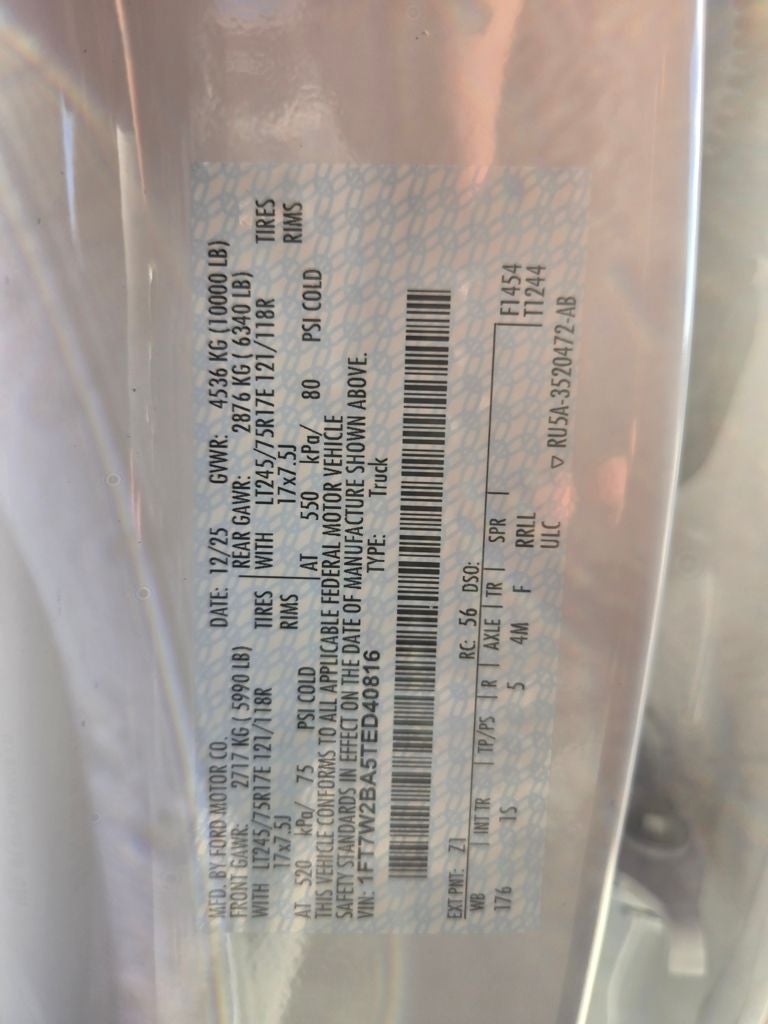 MFD. BY FORD MOTOR CO. DATE: 12/25 GVWR: 4536 KG (10000 LB)
FRONT GAWR: 2717 KG ( 5990 LB) REAR GAWR: 2876 KG ( 6340 LB)
WITH LT245/75R17E 121/118R TIRES WITH LT245/75R17E 121/118R TIRES
17x7.5J RIMS 17x7.5J RIMS
AT 520 kPa/ 75 PSI COLD AT 550 kPa/ 80 PSI COLD
THIS VEHICLE CONFORMS TO ALL APPLICABLE FEDERAL MOTOR VEHICLE
SAFETY STANDARDS IN EFFECT ON THE DATE OF MANUFACTURE SHOWN ABOVE.
VIN: 1FT7W2BA5TED40816 TYPE: Truck
EXT PNT: Z1 RC: 56 DSO:
WB INT TR TP/PS R AXLE TR SPR F1454
176 1S 5 4M F RRLL T1244
ULC
▽ RU5A-3520472-AB